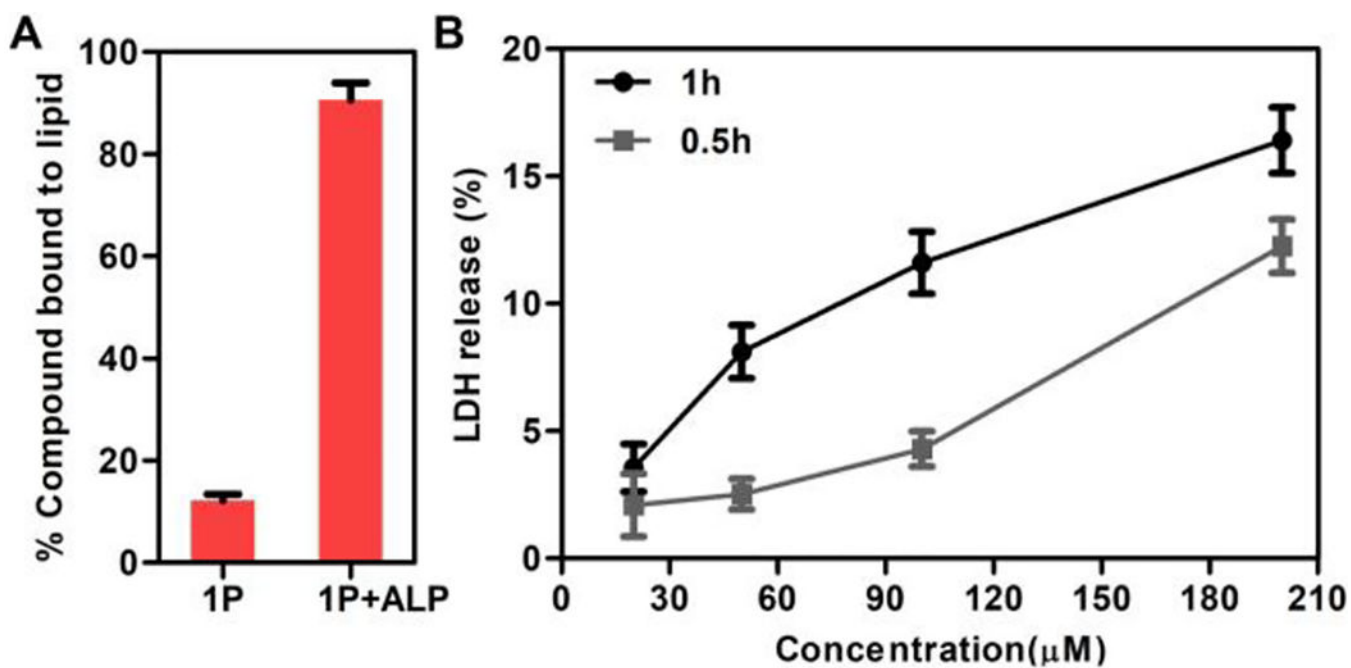 A
% Compound bound to lipid
100
80
60
40
20
0
1P
1P+ALP
B
LDH release (%)
20
15
10
5
0
1h
0.5h
0
30
60
90
120
150
180
210
Concentration(μM)